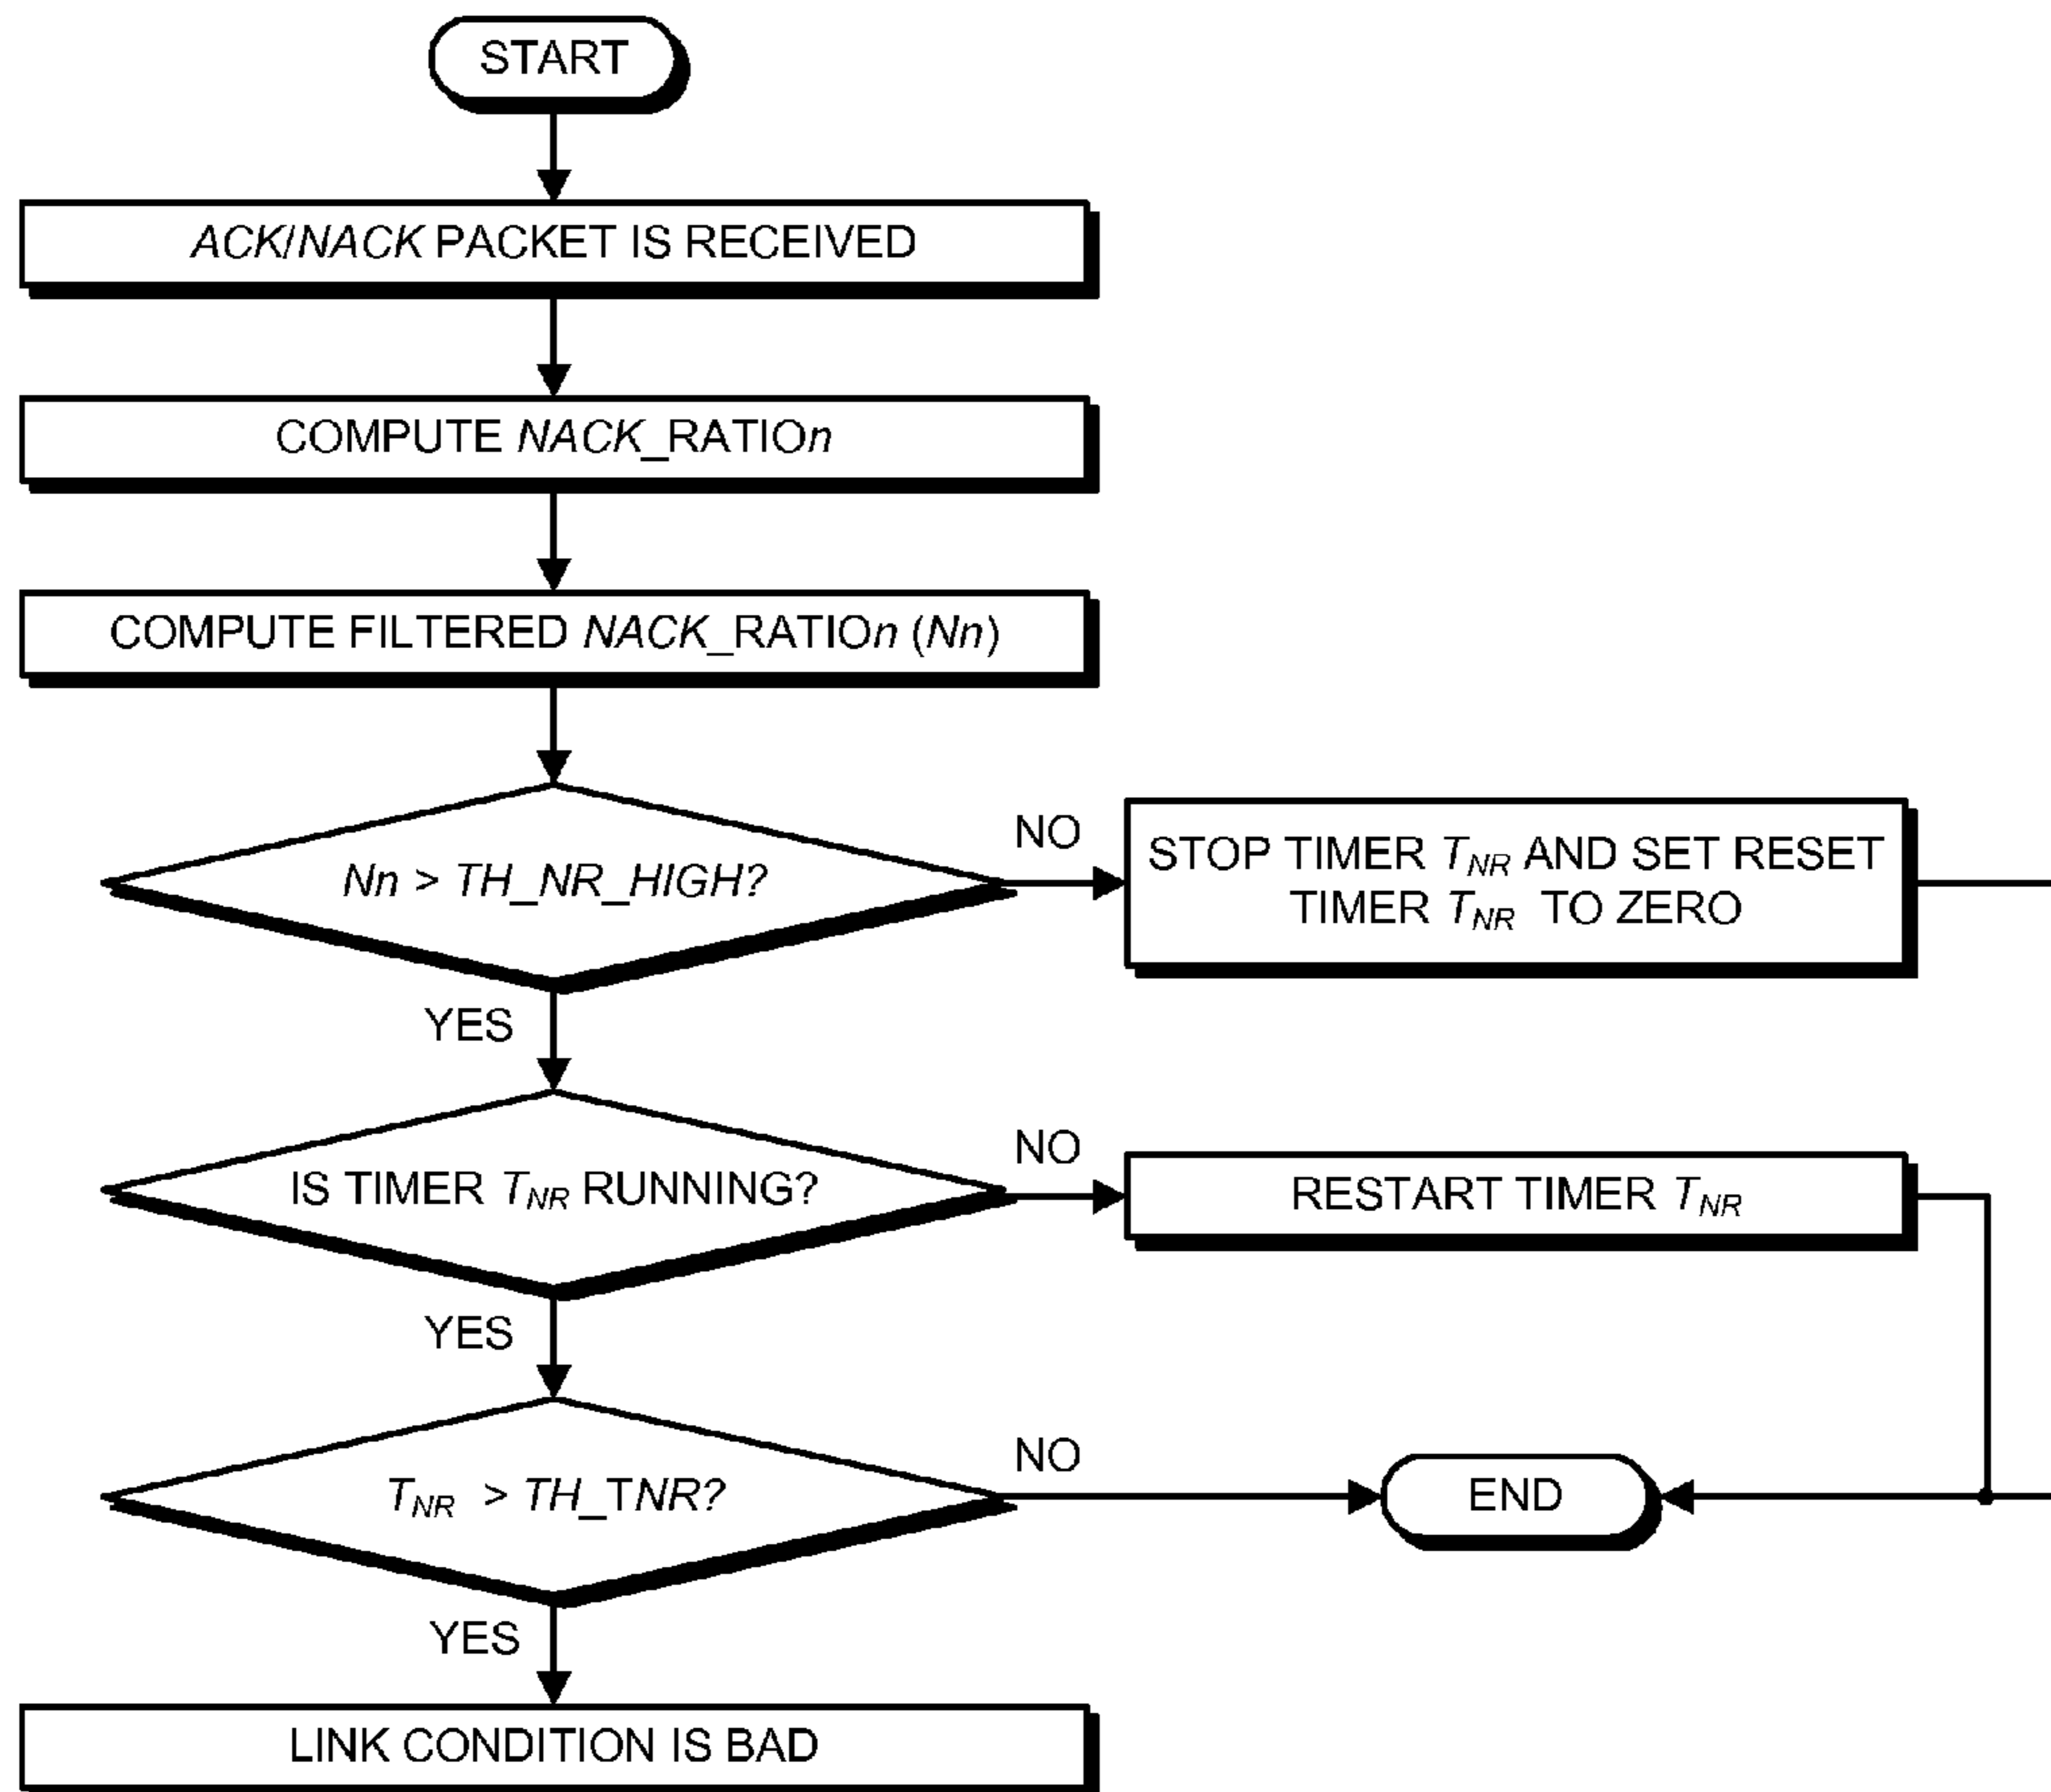 START
ACK/NACK PACKET IS RECEIVED
COMPUTE NACK_RATIOn
COMPUTE FILTERED NACK_RATIOn (Nn)
Nn > TH_NR_HIGH?
NO
STOP TIMER TNR AND SET RESET
TIMER TNR TO ZERO
YES
IS TIMER TNR RUNNING?
NO
RESTART TIMER TNR
YES
TNR > TH_TNR?
NO
END
YES
LINK CONDITION IS BAD